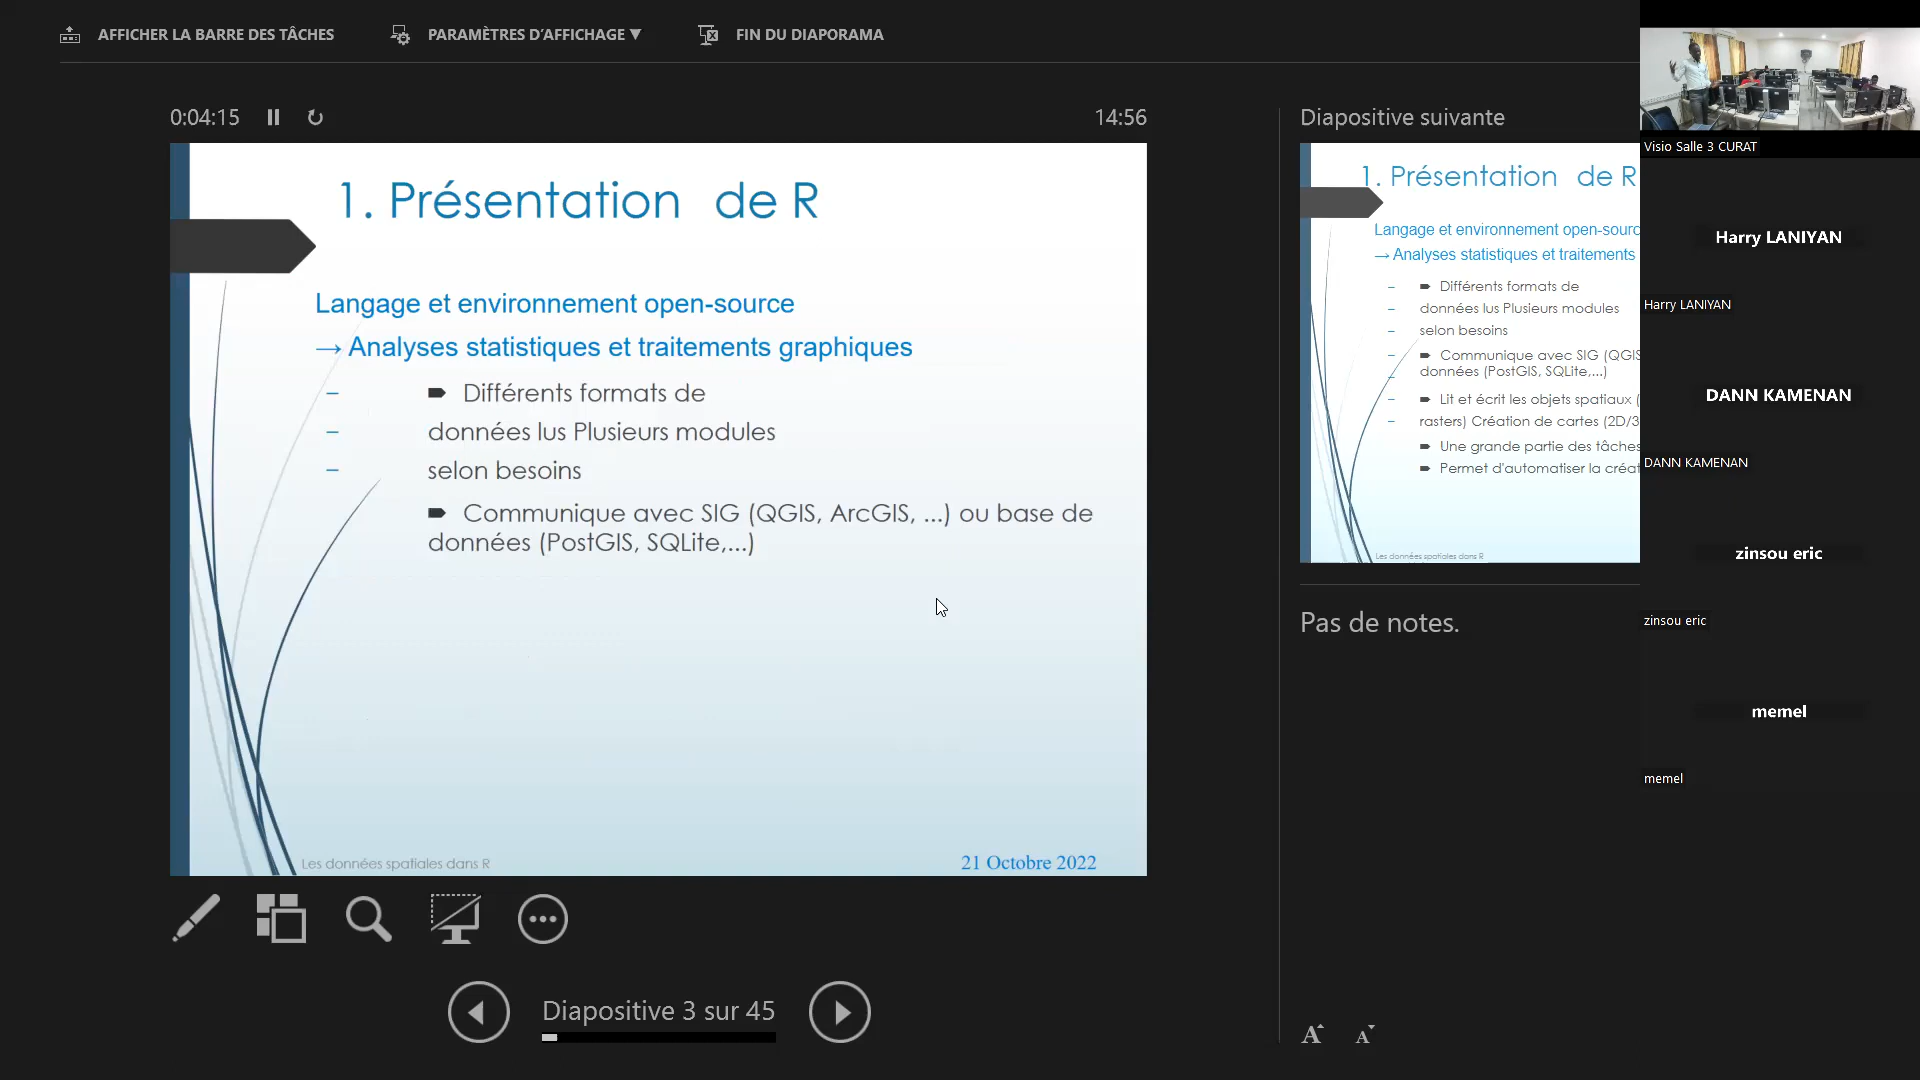 AFFICHER LA BARRE DES TÂCHES
PARAMÈTRES D'AFFICHAGE ▼
FIN DU DIAPORAMA
0:04:15
14:56
1. Présentation de R
Langage et environnement open-source
→ Analyses statistiques et traitements graphiques
– Différents formats de
– données lus Plusieurs modules
– selon besoins
Communique avec SIG (QGIS, ArcGIS, ...) ou base de
données (PostGIS, SQLite,...)
Les données spatiales dans R
21 Octobre 2022
Diapositive 3 sur 45
Diapositive suivante
1. Présentation de R
Langage et environnement open-sourc
→ Analyses statistiques et traitements
– Différents formats de
– données lus Plusieurs modules
– selon besoins
– Communique avec SIG (QGIS
– données (PostGIS, SQLite,...)
– Lit et écrit les objets spatiaux (
– rasters) Création de cartes (2D/3
Une grande partie des tâches
Permet d'automatiser la créat
Les données spatiales dans R
Pas de notes.
A A
Visio Salle 3 CURAT
Harry LANIYAN
Harry LANIYAN
DANN KAMENAN
DANN KAMENAN
zinsou eric
zinsou eric
memel
memel